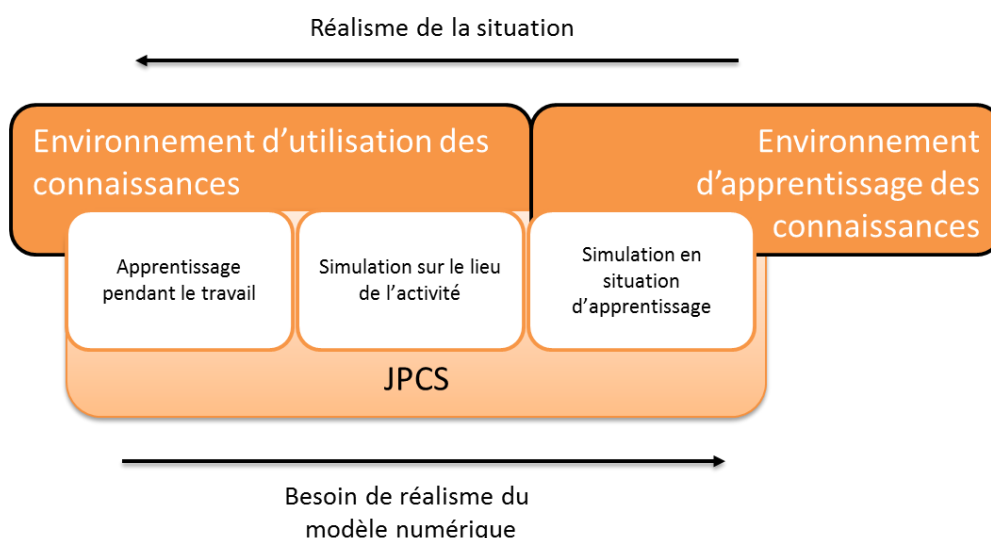 Réalisme de la situation
Environnement d’utilisation des
connaissances
Environnement
d’apprentissage des
connaissances
Apprentissage
pendant le travail
Simulation sur le lieu
de l’activité
Simulation en
situation
d’apprentissage
JPCS
Besoin de réalisme du
modèle numérique